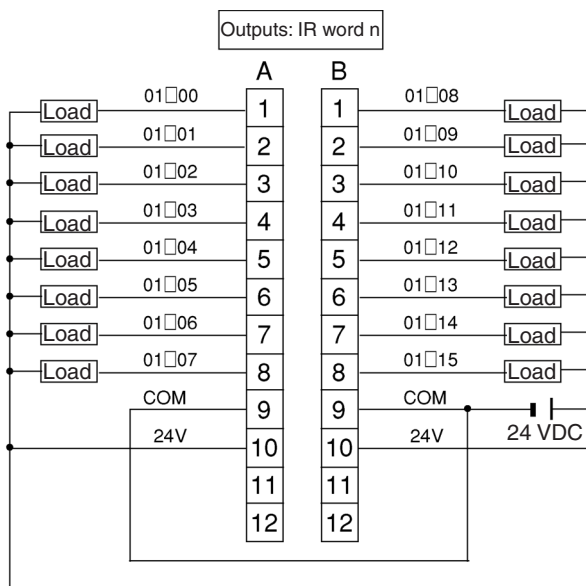 Outputs: IR word n
A B
Load 01□00 1 1 01□08 Load
Load 01□01 2 2 01□09 Load
Load 01□02 3 3 01□10 Load
Load 01□03 4 4 01□11 Load
Load 01□04 5 5 01□12 Load
Load 01□05 6 6 01□13 Load
Load 01□06 7 7 01□14 Load
Load 01□07 8 8 01□15 Load
COM 9 9 COM
24V 10 10 24V 24 VDC
11 11
12 12